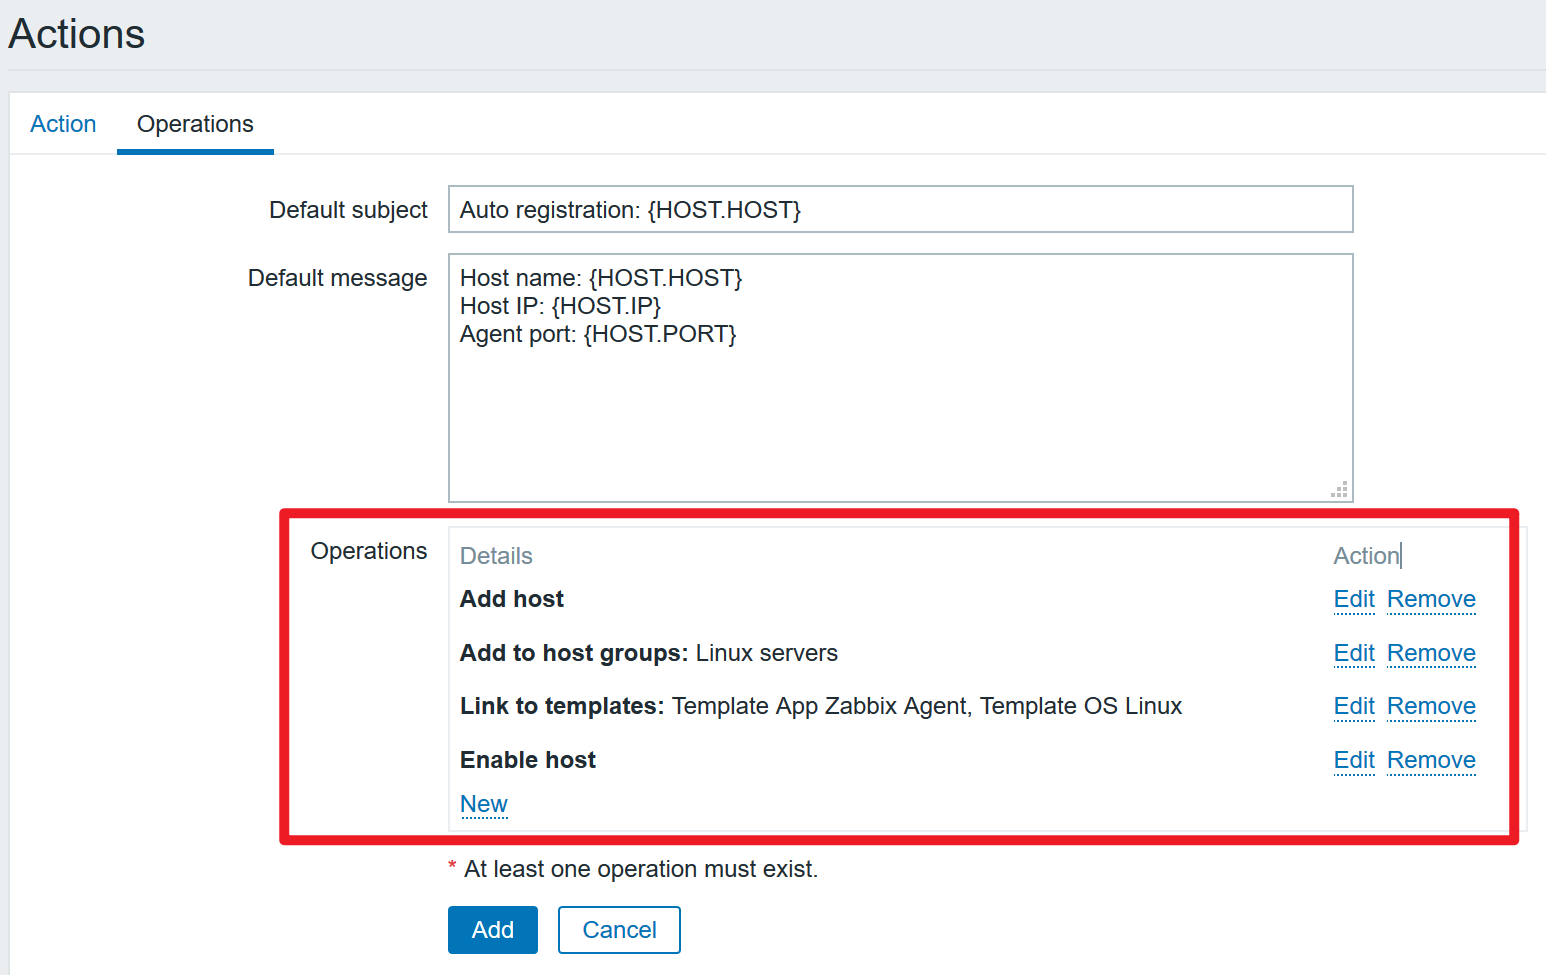 Actions
Action Operations
Default subject Auto registration: {HOST.HOST}
Default message Host name: {HOST.HOST}
Host IP: {HOST.IP}
Agent port: {HOST.PORT}
Operations Details Action
Add host Edit Remove
Add to host groups: Linux servers Edit Remove
Link to templates: Template App Zabbix Agent, Template OS Linux Edit Remove
Enable host Edit Remove
New
* At least one operation must exist.
Add Cancel